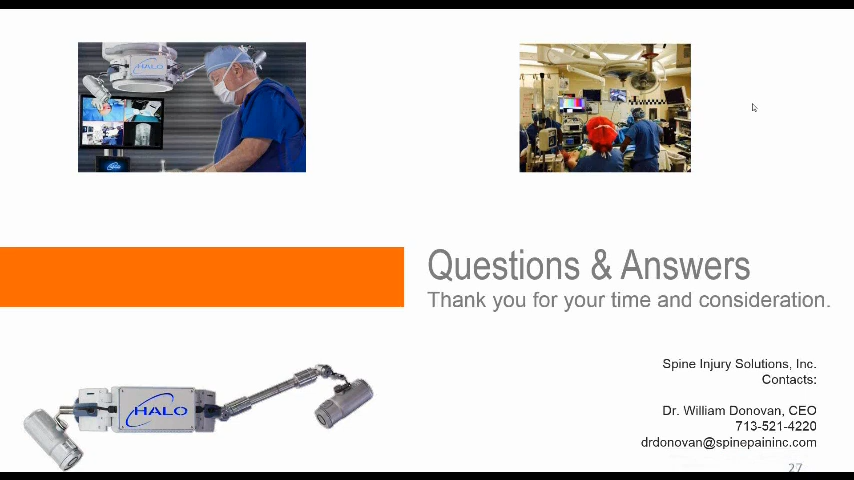 HALO
Questions & Answers
Thank you for your time and consideration.
Spine Injury Solutions, Inc.
Contacts:
Dr. William Donovan, CEO
713-521-4220
drdonovan@spinepaininc.com
HALO
27